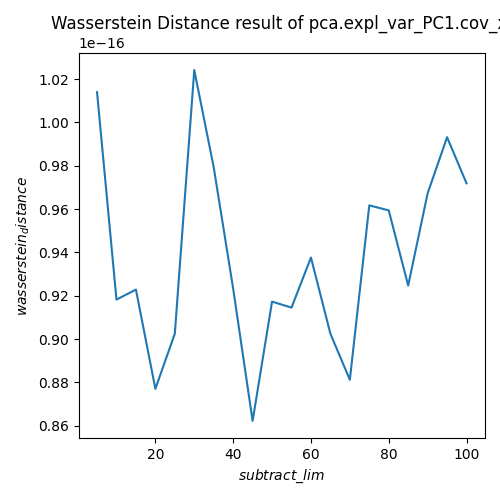 Wasserstein Distance result of pca.expl_var_PC1.cov_x
1e−16
1.02
1.00
0.98
0.96
0.94
0.92
0.90
0.88
0.86
wasserstein_distance
20 40 60 80 100
subtract_lim